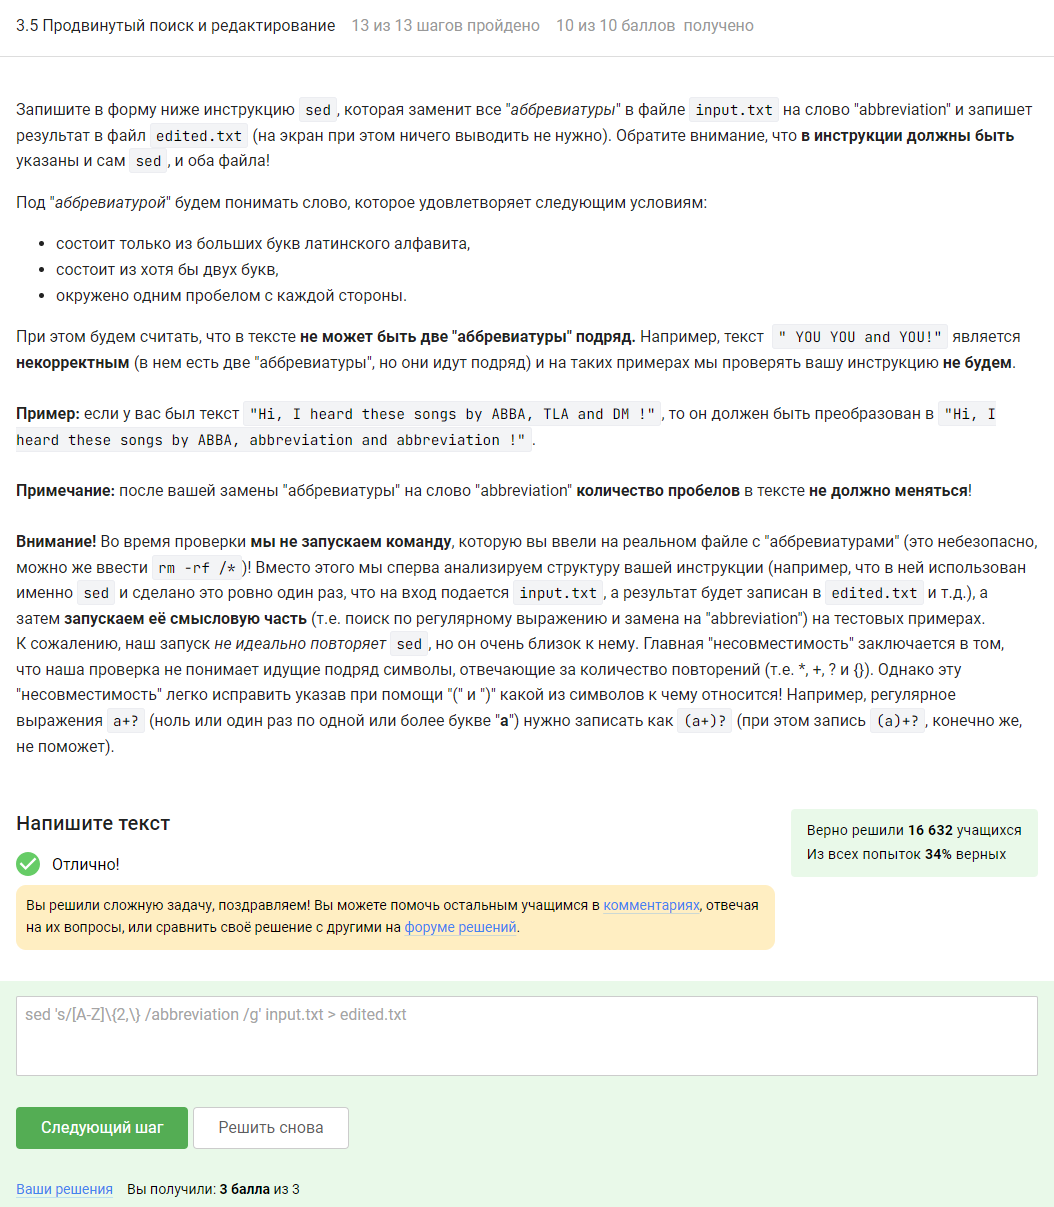 3.5 Продвинутый поиск и редактирование 13 из 13 шагов пройдено 10 из 10 баллов получено
Запишите в форму ниже инструкцию sed, которая заменит все "аббревиатуры" в файле input.txt на слово "abbreviation" и запишет
результат в файл edited.txt (на экран при этом ничего выводить не нужно). Обратите внимание, что в инструкции должны быть
указаны и сам sed, и оба файла!
Под "аббревиатурой" будем понимать слово, которое удовлетворяет следующим условиям:
• состоит только из больших букв латинского алфавита,
• состоит из хотя бы двух букв,
• окружено одним пробелом с каждой стороны.
При этом будем считать, что в тексте не может быть две "аббревиатуры" подряд. Например, текст " YOU YOU and YOU!" является
некорректным (в нем есть две "аббревиатуры", но они идут подряд) и на таких примерах мы проверять вашу инструкцию не будем.
Пример: если у вас был текст "Hi, I heard these songs by ABBA, TLA and DM !", то он должен быть преобразован в "Hi, I
heard these songs by ABBA, abbreviation and abbreviation !".
Примечание: после вашей замены "аббревиатуры" на слово "abbreviation" количество пробелов в тексте не должно меняться!
Внимание! Во время проверки мы не запускаем команду, которую вы ввели на реальном файле с "аббревиатурами" (это небезопасно,
можно же ввести rm -rf /*)! Вместо этого мы сперва анализируем структуру вашей инструкции (например, что в ней использован
именно sed и сделано это ровно один раз, что на вход подается input.txt, а результат будет записан в edited.txt и т.д.), а
затем запускаем её смысловую часть (т.е. поиск по регулярному выражению и замена на "abbreviation") на тестовых примерах.
К сожалению, наш запуск не идеально повторяет sed, но он очень близок к нему. Главная "несовместимость" заключается в том,
что наша проверка не понимает идущие подряд символы, отвечающие за количество повторений (т.е. *, +, ? и {}). Однако эту
"несовместимость" легко исправить указав при помощи "(" и ")" какой из символов к чему относится! Например, регулярное
выражения a+? (ноль или один раз по одной или более букве "a") нужно записать как (a+)? (при этом запись (a)+?, конечно же,
не поможет).
Напишите текст
Верно решили 16 632 учащихся
Из всех попыток 34% верных
Отлично!
Вы решили сложную задачу, поздравляем! Вы можете помочь остальным учащимся в комментариях, отвечая
на их вопросы, или сравнить своё решение с другими на форуме решений.
sed 's/[A-Z]\{2,\} /abbreviation /g' input.txt > edited.txt
Следующий шаг Решить снова
Ваши решения Вы получили: 3 балла из 3